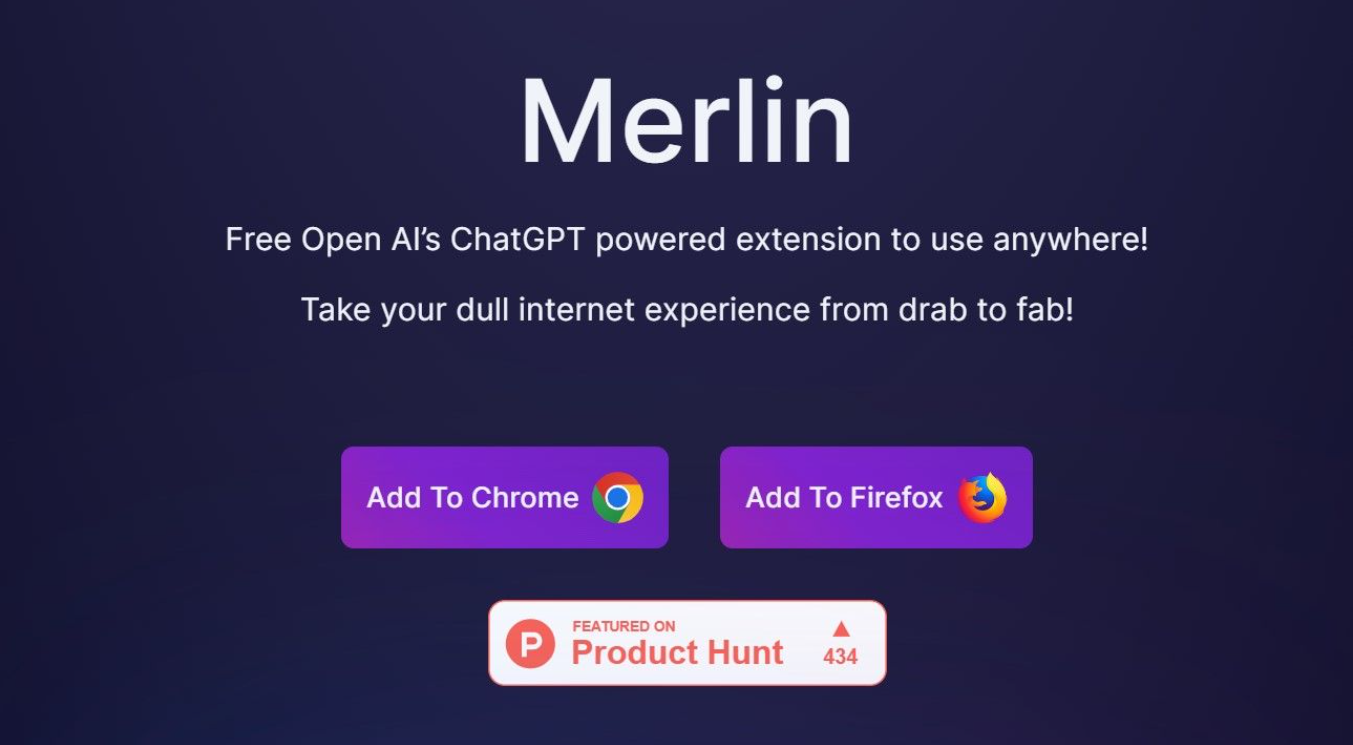 Merlin
Free Open AI’s ChatGPT powered extension to use anywhere!
Take your dull internet experience from drab to fab!
Add To Chrome
Add To Firefox
P
FEATURED ON
Product Hunt
▲
434